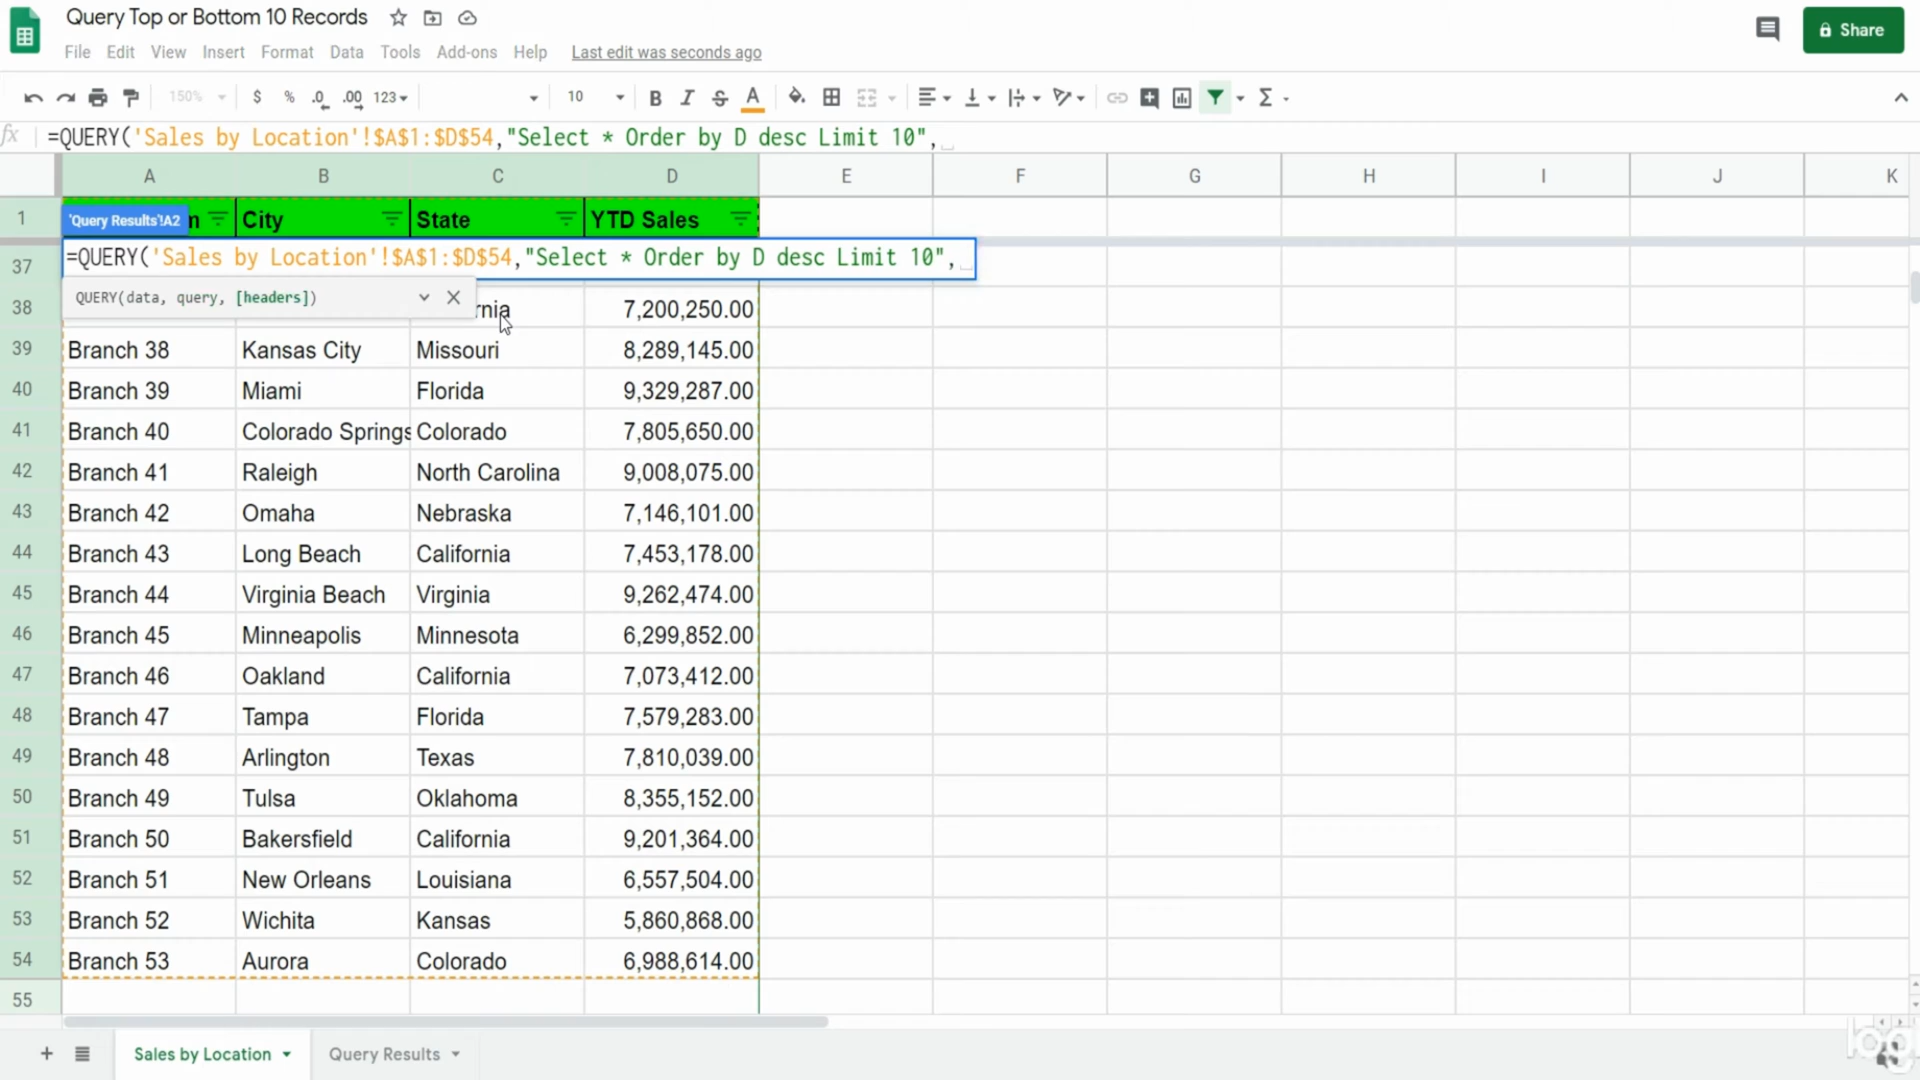 Query Top or Bottom 10 Records
File Edit View Insert Format Data Tools Add-ons Help Last edit was seconds ago
Share
150% $ % .0 .00 123 10 B I S A
fx =QUERY('Sales by Location'!$A$1:$D$54,"Select * Order by D desc Limit 10",
A B C D E F G H I J K
1 'Query Results'!A2 City State YTD Sales
37 =QUERY('Sales by Location'!$A$1:$D$54,"Select * Order by D desc Limit 10",
QUERY(data, query, [headers])
38 7,200,250.00
39 Branch 38 Kansas City Missouri 8,289,145.00
40 Branch 39 Miami Florida 9,329,287.00
41 Branch 40 Colorado Springs Colorado 7,805,650.00
42 Branch 41 Raleigh North Carolina 9,008,075.00
43 Branch 42 Omaha Nebraska 7,146,101.00
44 Branch 43 Long Beach California 7,453,178.00
45 Branch 44 Virginia Beach Virginia 9,262,474.00
46 Branch 45 Minneapolis Minnesota 6,299,852.00
47 Branch 46 Oakland California 7,073,412.00
48 Branch 47 Tampa Florida 7,579,283.00
49 Branch 48 Arlington Texas 7,810,039.00
50 Branch 49 Tulsa Oklahoma 8,355,152.00
51 Branch 50 Bakersfield California 9,201,364.00
52 Branch 51 New Orleans Louisiana 6,557,504.00
53 Branch 52 Wichita Kansas 5,860,868.00
54 Branch 53 Aurora Colorado 6,988,614.00
55
Sales by Location Query Results